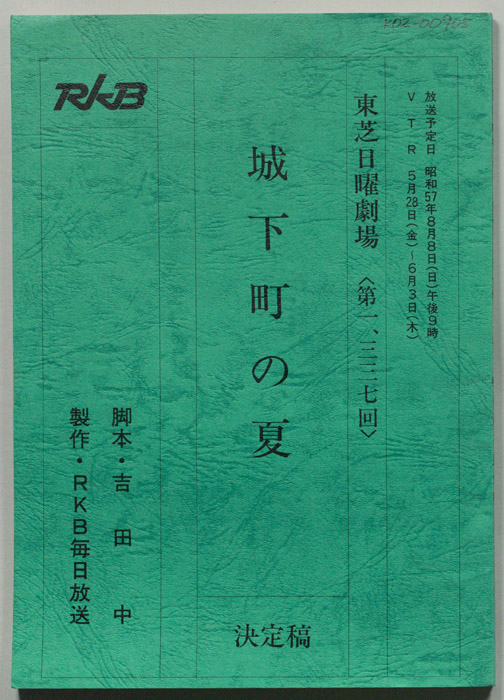 KD2-00905
放送予定日 昭和57年8月8日(日)午後9時
VTR 5月28日(金)~6月3日(木)
東芝日曜劇場〈第一、三三七回〉
RKB
城下町の夏
脚本・吉田中
製作・RKB毎日放送
決定稿